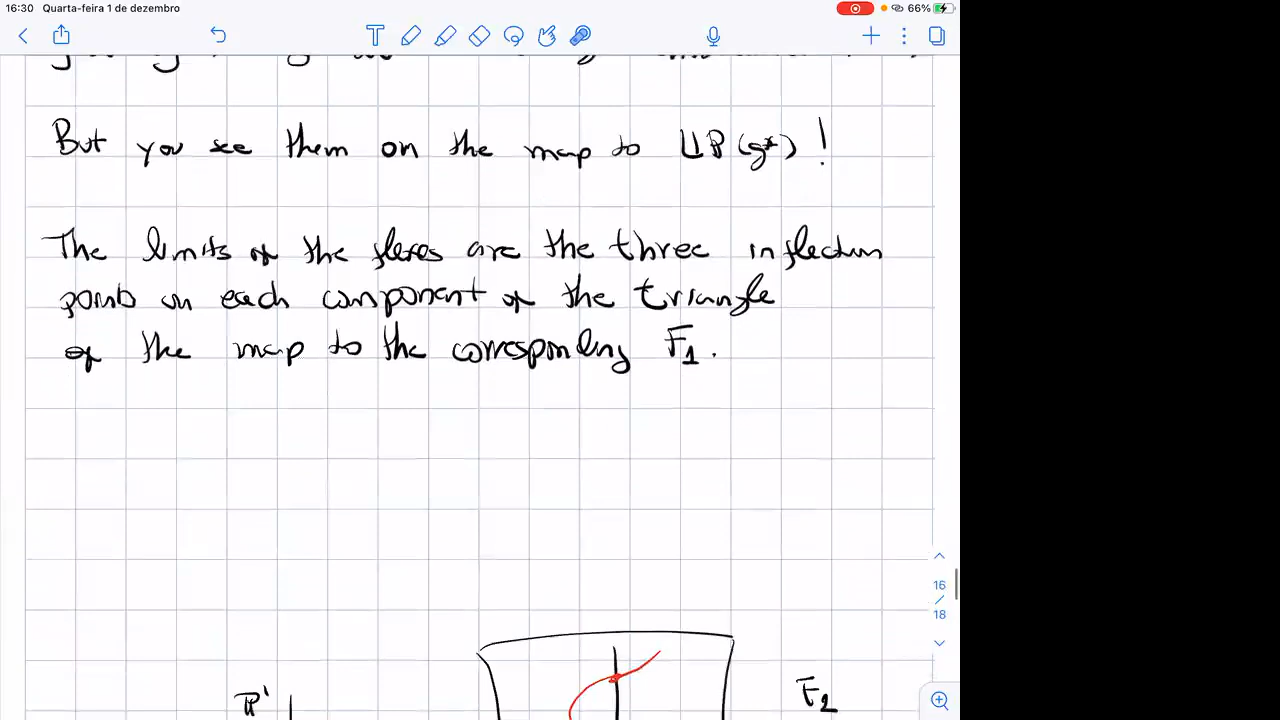 16:30 Quarta-feira 1 de dezembro
66%
But you see them on the map to ⊔P(g*)!
The limits of the flexes are the three inflection
points on each component of the triangle
of the map to the corresponding F₁.
16
/
18
P¹
F₂